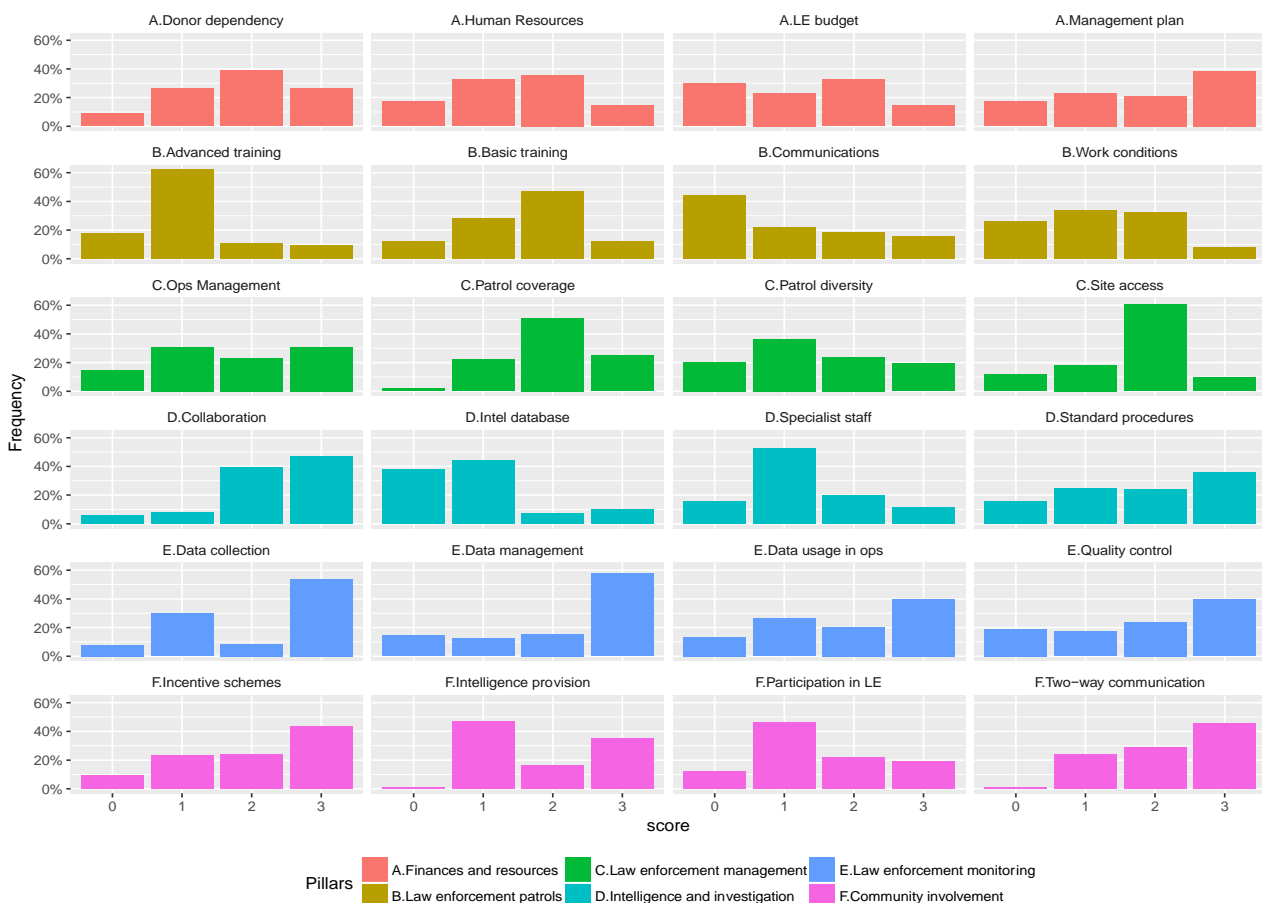 A.Donor dependency A.Human Resources A.LE budget A.Management plan
60%
40%
20%
0%
B.Advanced training B.Basic training B.Communications B.Work conditions
60%
40%
20%
0%
C.Ops Management C.Patrol coverage C.Patrol diversity C.Site access
60%
40%
20%
0%
Frequency
D.Collaboration D.Intel database D.Specialist staff D.Standard procedures
60%
40%
20%
0%
E.Data collection E.Data management E.Data usage in ops E.Quality control
60%
40%
20%
0%
F.Incentive schemes F.Intelligence provision F.Participation in LE F.Two−way communication
60%
40%
20%
0%
0 1 2 3 0 1 2 3 0 1 2 3 0 1 2 3
score
Pillars
A.Finances and resources C.Law enforcement management E.Law enforcement monitoring
B.Law enforcement patrols D.Intelligence and investigation F.Community involvement